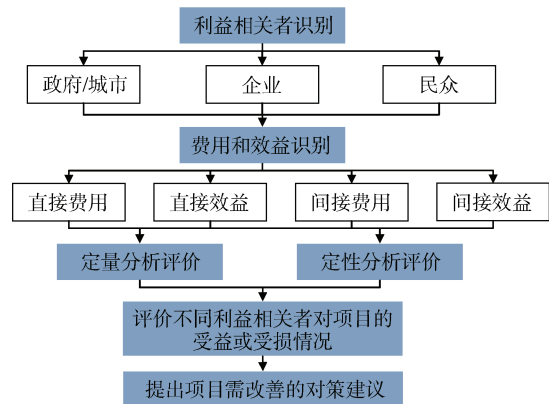 利益相关者识别
政府/城市
企业
民众
费用和效益识别
直接费用
直接效益
间接费用
间接效益
定量分析评价
定性分析评价
评价不同利益相关者对项目的
受益或受损情况
提出项目需改善的对策建议